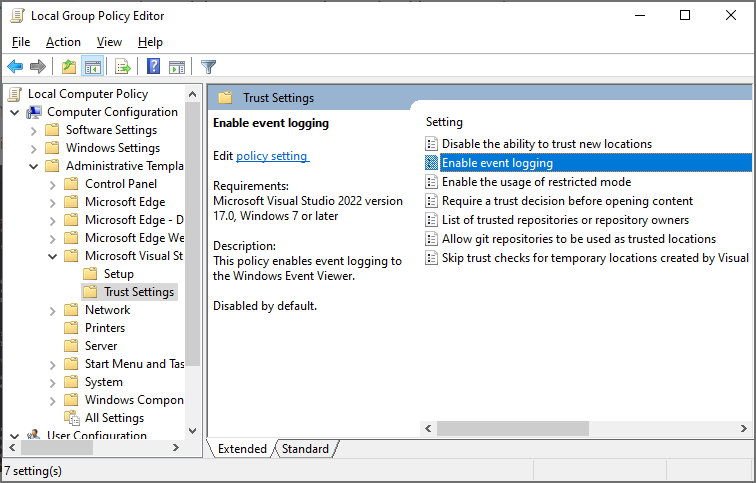 Local Group Policy Editor
File Action View Help
Local Computer Policy
Computer Configuration
Software Settings
Windows Settings
Administrative Templa
Control Panel
Microsoft Edge
Microsoft Edge - D
Microsoft Edge We
Microsoft Visual St
Setup
Trust Settings
Network
Printers
Server
Start Menu and Tas
System
Windows Compon
All Settings
User Configuration
Trust Settings
Enable event logging
Edit policy setting
Requirements:
Microsoft Visual Studio 2022 version
17.0, Windows 7 or later
Description:
This policy enables event logging to
the Windows Event Viewer.
Disabled by default.
Setting
Disable the ability to trust new locations
Enable event logging
Enable the usage of restricted mode
Require a trust decision before opening content
List of trusted repositories or repository owners
Allow git repositories to be used as trusted locations
Skip trust checks for temporary locations created by Visual
Extended Standard
7 setting(s)